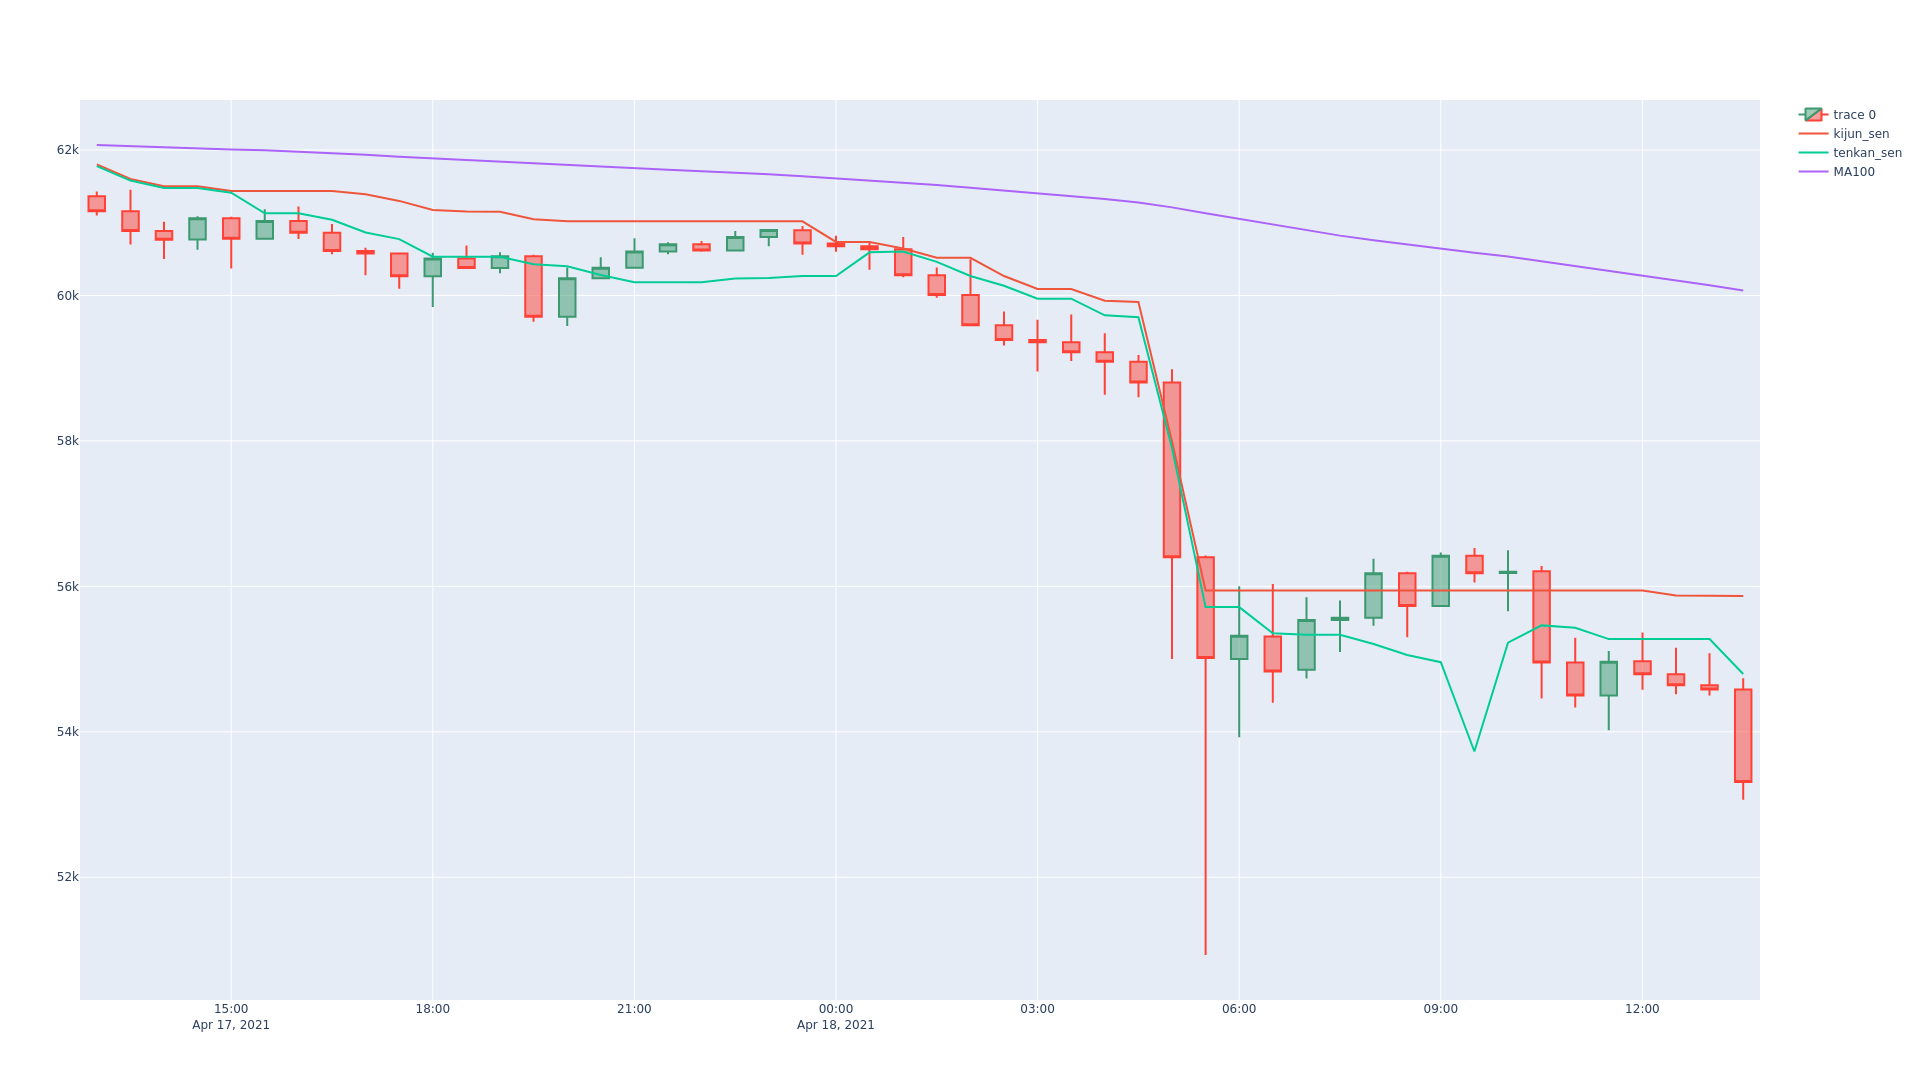 62k
60k
58k
56k
54k
52k
15:00
Apr 17, 2021
18:00
21:00
00:00
Apr 18, 2021
03:00
06:00
09:00
12:00
trace 0
kijun_sen
tenkan_sen
MA100